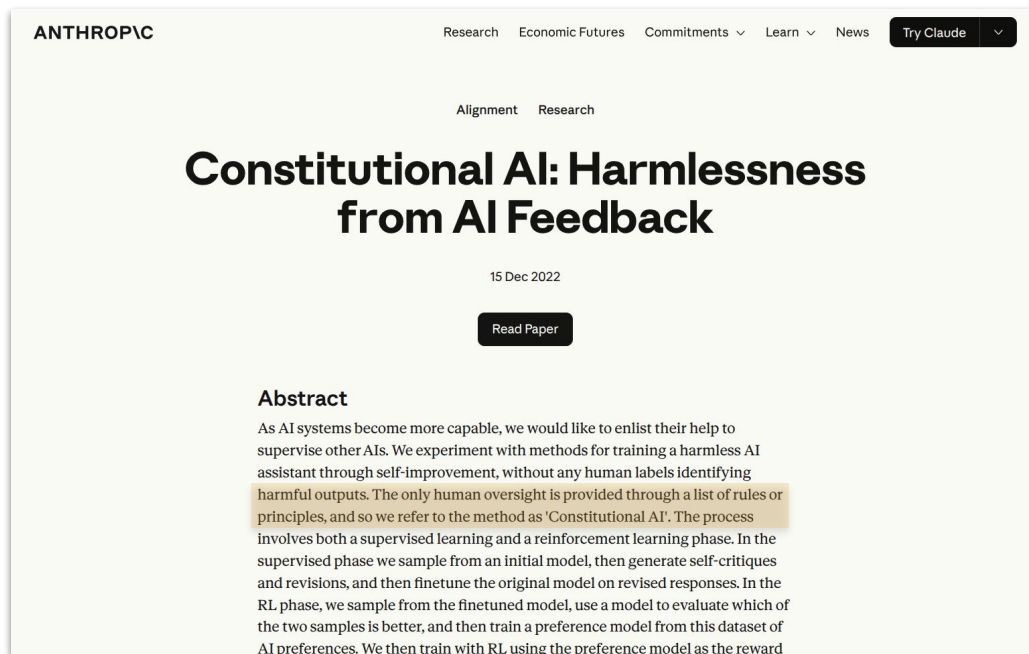 ANTHROP\C
Research Economic Futures Commitments Learn News Try Claude
Alignment Research
Constitutional AI: Harmlessness
from AI Feedback
15 Dec 2022
Read Paper
Abstract
As AI systems become more capable, we would like to enlist their help to
supervise other AIs. We experiment with methods for training a harmless AI
assistant through self-improvement, without any human labels identifying
harmful outputs. The only human oversight is provided through a list of rules or
principles, and so we refer to the method as 'Constitutional AI'. The process
involves both a supervised learning and a reinforcement learning phase. In the
supervised phase we sample from an initial model, then generate self-critiques
and revisions, and then finetune the original model on revised responses. In the
RL phase, we sample from the finetuned model, use a model to evaluate which of
the two samples is better, and then train a preference model from this dataset of
AI preferences. We then train with RL using the preference model as the reward